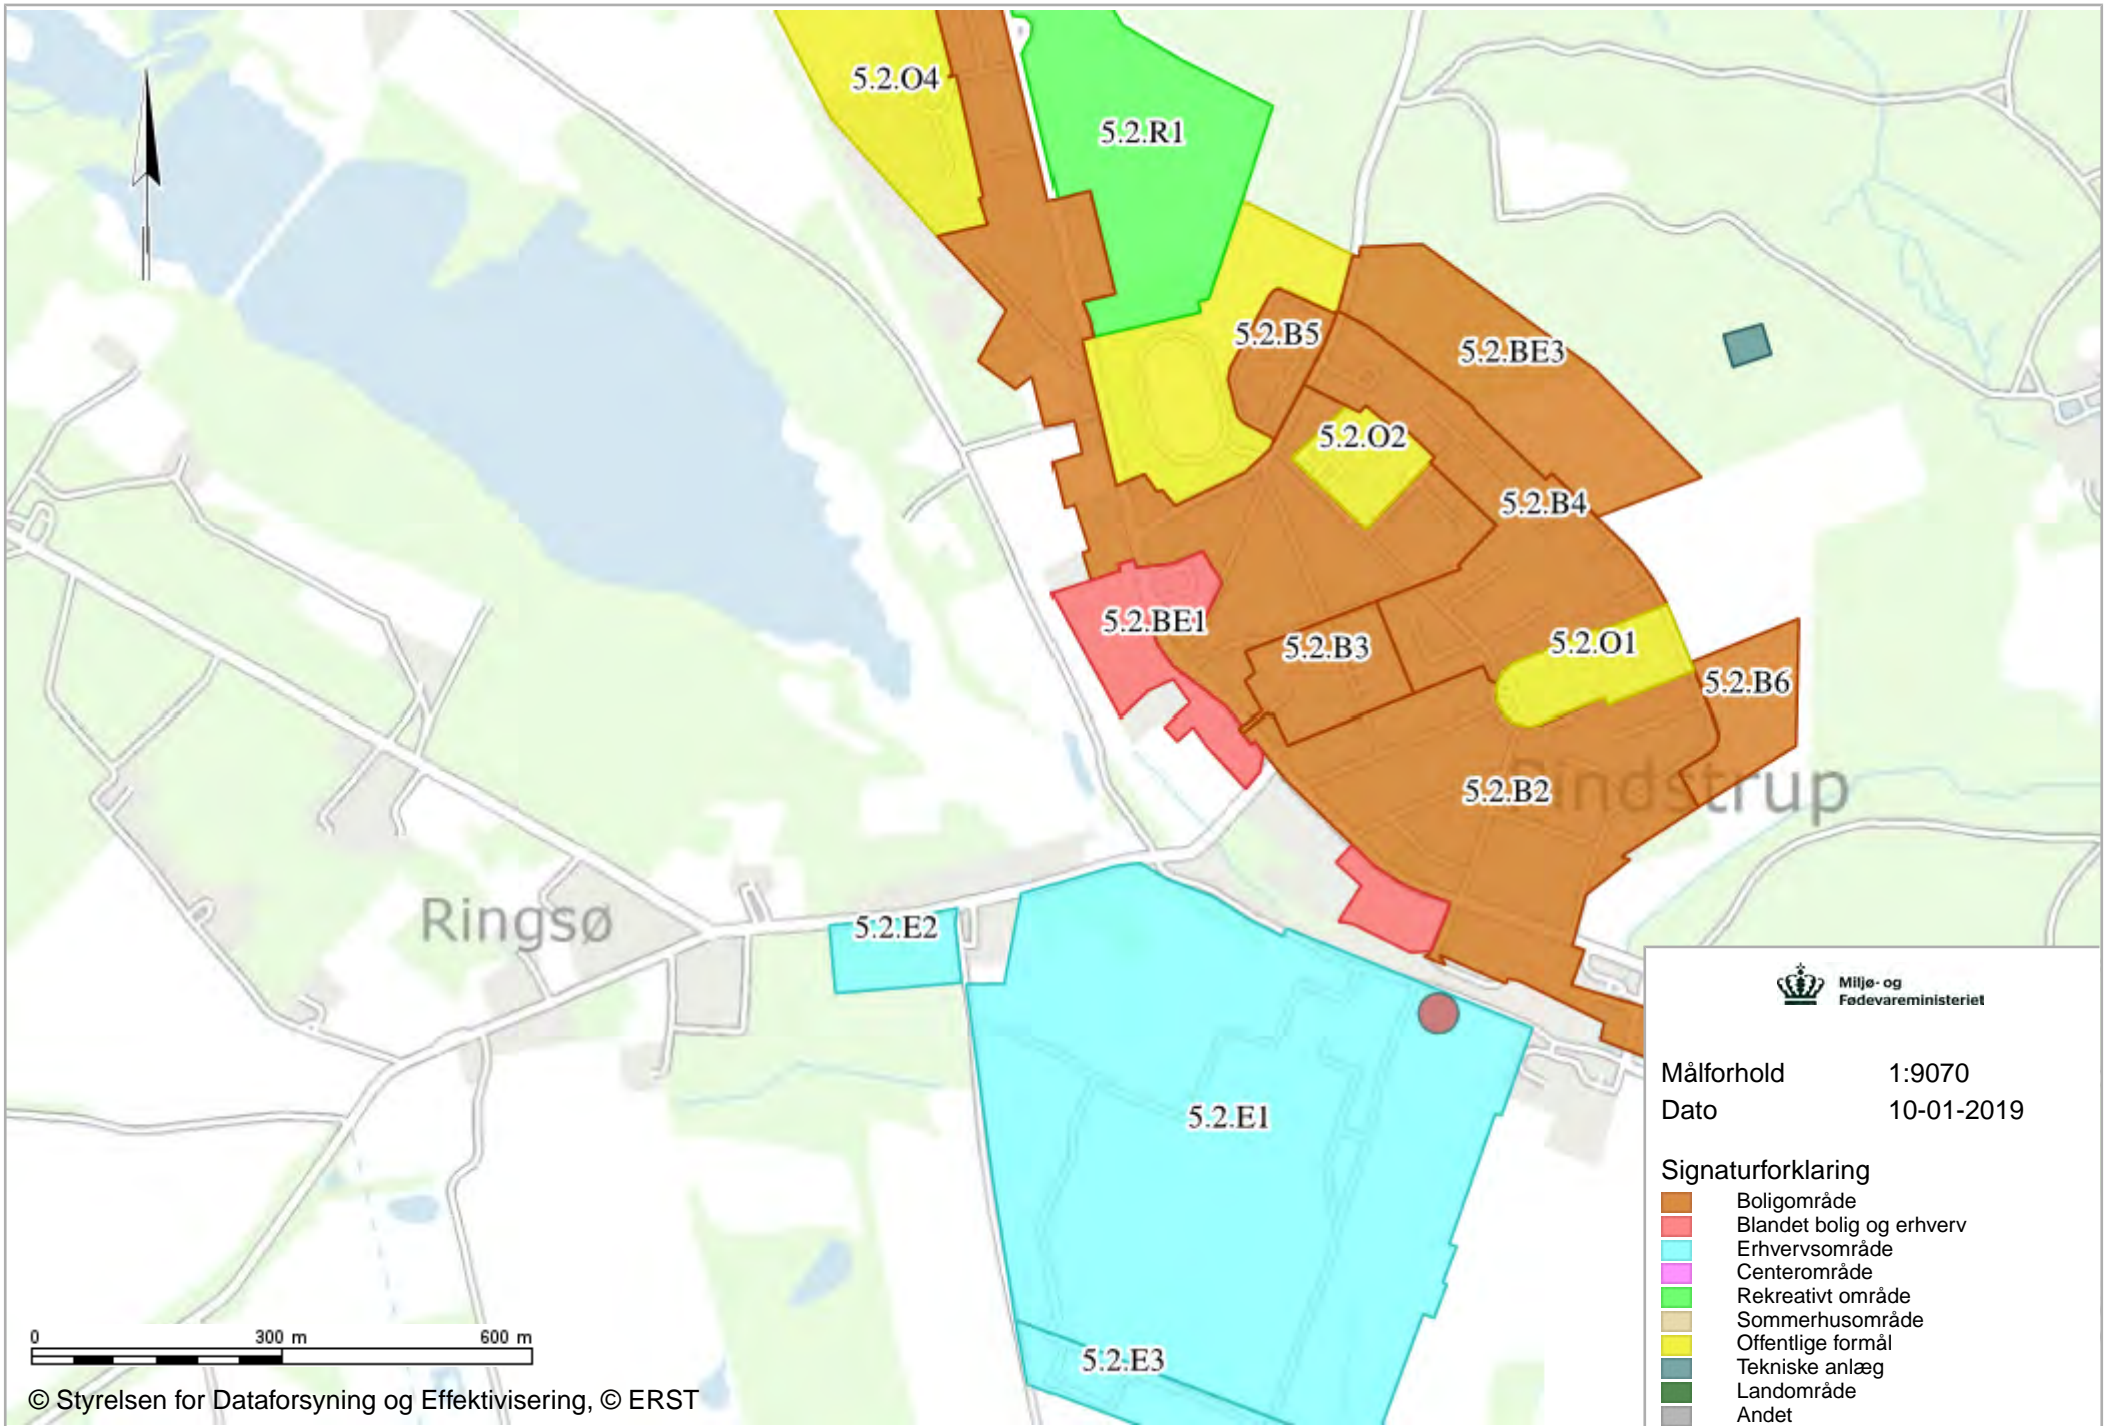 5.2.O4
5.2.R1
5.2.B5
5.2.BE3
5.2.O2
5.2.B4
5.2.BE1
5.2.B3
5.2.O1
5.2.B6
5.2.B2
Pindstrup
Ringsø
5.2.E2
5.2.E1
5.2.E3
Miljø- og
Fødevareministeriet
Målforhold 1:9070
Dato 10-01-2019
Signaturforklaring
Boligområde
Blandet bolig og erhverv
Erhvervsområde
Centerområde
Rekreativt område
Sommerhusområde
Offentlige formål
Tekniske anlæg
Landområde
Andet
0 300 m 600 m
© Styrelsen for Dataforsyning og Effektivisering, © ERST